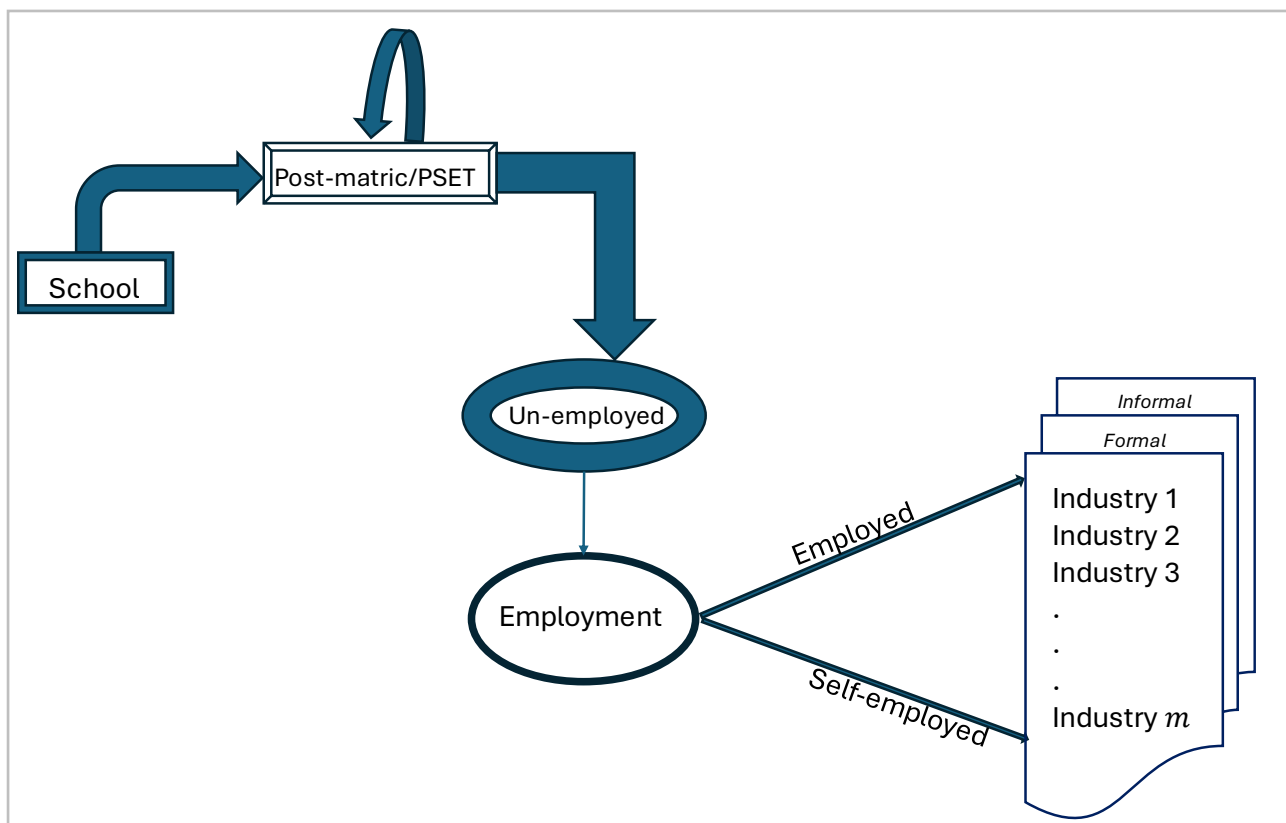 Post-matric/PSET
School
Un-employed
Informal
Formal
Industry 1
Industry 2
Industry 3
.
.
.
Industry m
Employed
Employment
Self-employed